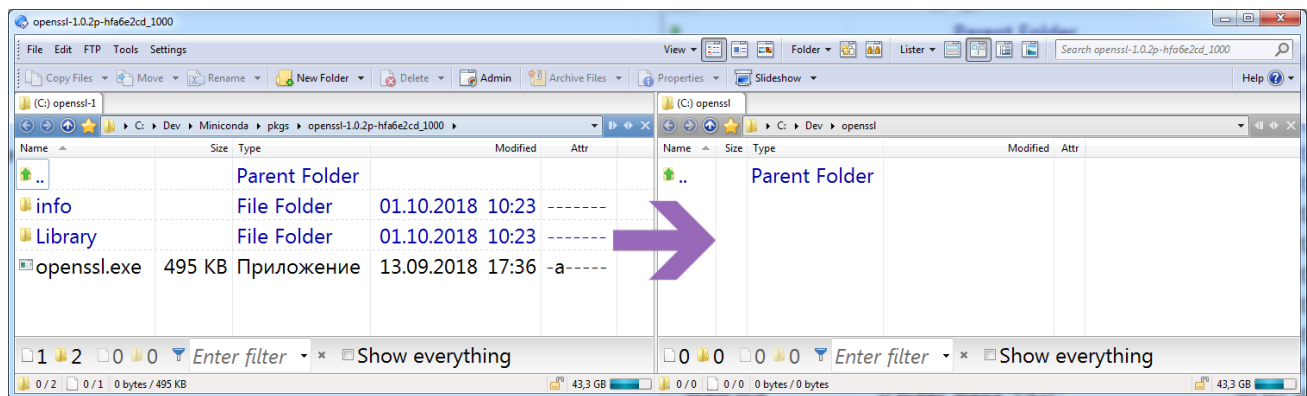 openssl-1.0.2p-hfa6e2cd_1000
File Edit FTP Tools Settings View Folder Lister Search openssl-1.0.2p-hfa6e2cd_1000
Copy Files Move Rename New Folder Delete Admin Archive Files Properties Slideshow Help
(C:) openssl-1 (C:) openssl
C: Dev Miniconda pkgs openssl-1.0.2p-hfa6e2cd_1000 C: Dev openssl
Name Size Type Modified Attr Name Size Type Modified Attr
.. Parent Folder .. Parent Folder
info File Folder 01.10.2018 10:23 -------
Library File Folder 01.10.2018 10:23 -------
openssl.exe 495 KB Приложение 13.09.2018 17:36 -a-----
1 2 0 0 Enter filter × Show everything 0 0 0 0 Enter filter × Show everything
0 / 2 0 / 1 0 bytes / 495 KB 43,3 GB 0 / 0 0 / 0 0 bytes / 0 bytes 43,3 GB